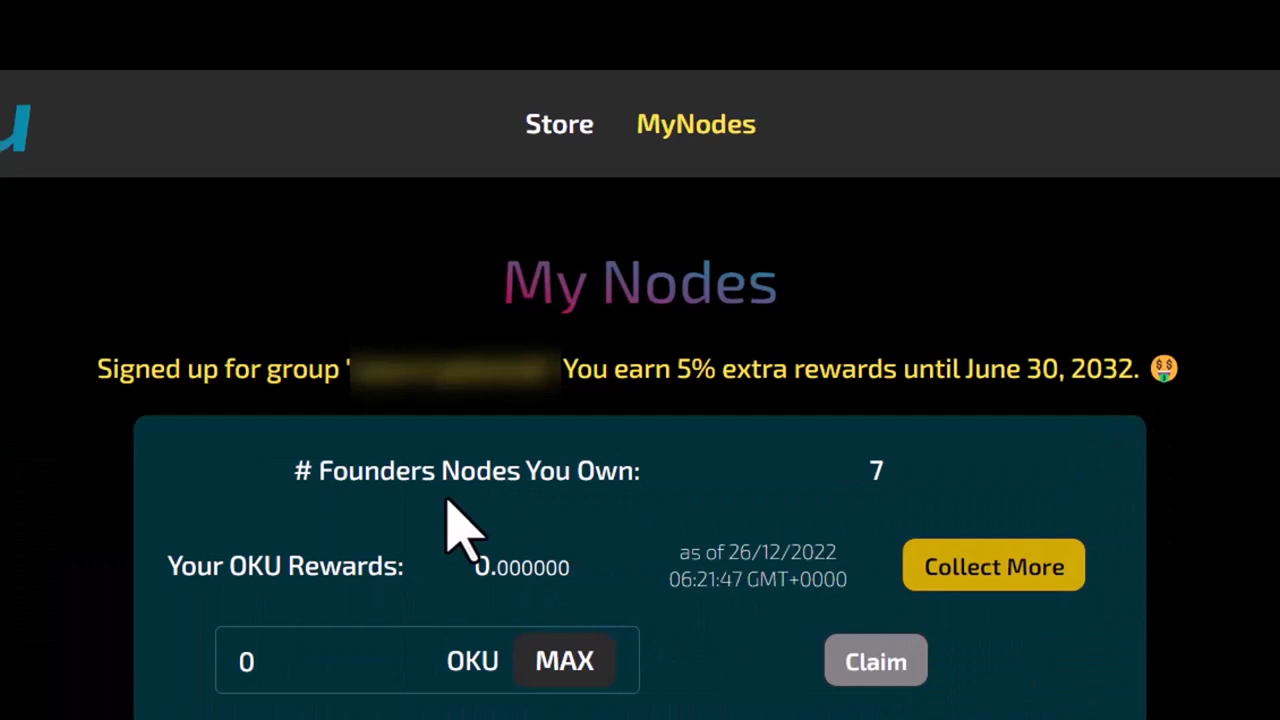 u
Store MyNodes
My Nodes
Signed up for group ' You earn 5% extra rewards until June 30, 2032. 🤑
# Founders Nodes You Own: 7
Your OKU Rewards: 0.000000 as of 26/12/2022
06:21:47 GMT+0000 Collect More
0 OKU MAX Claim